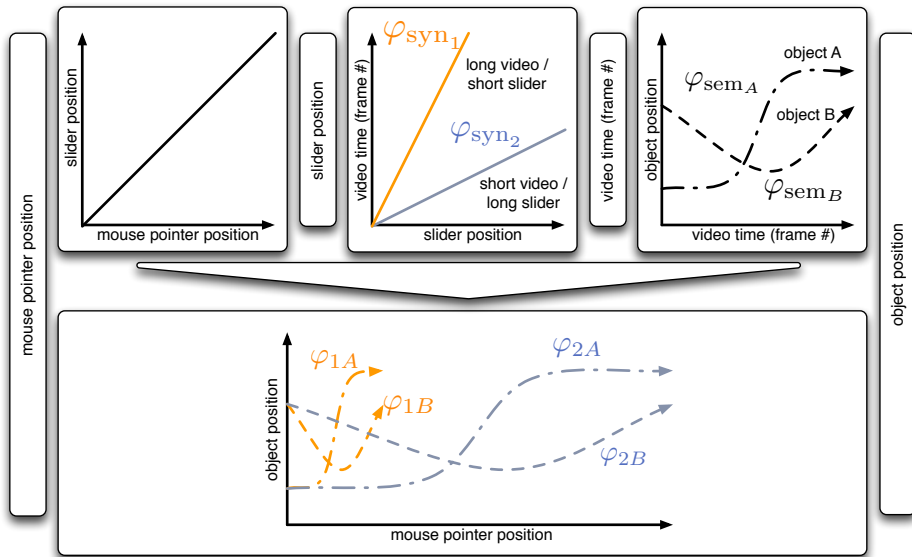 mouse pointer position
slider position
mouse pointer position
slider position
video time (frame #)
φsyn₁
long video /
short slider
φsyn₂
short video /
long slider
slider position
video time (frame #)
object position
object A
φsem_A
object B
φsem_B
video time (frame #)
object position
object position
φ1A
φ1B
φ2A
φ2B
mouse pointer position